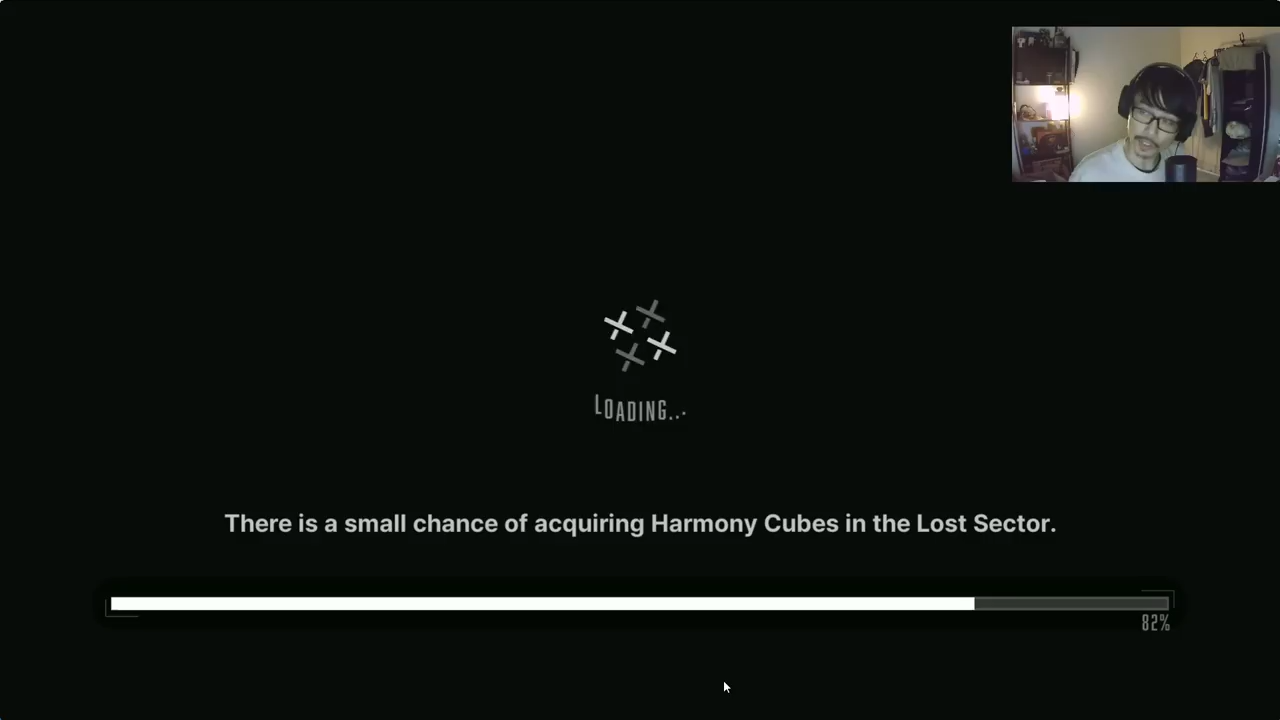 LOADING...
There is a small chance of acquiring Harmony Cubes in the Lost Sector.
82%